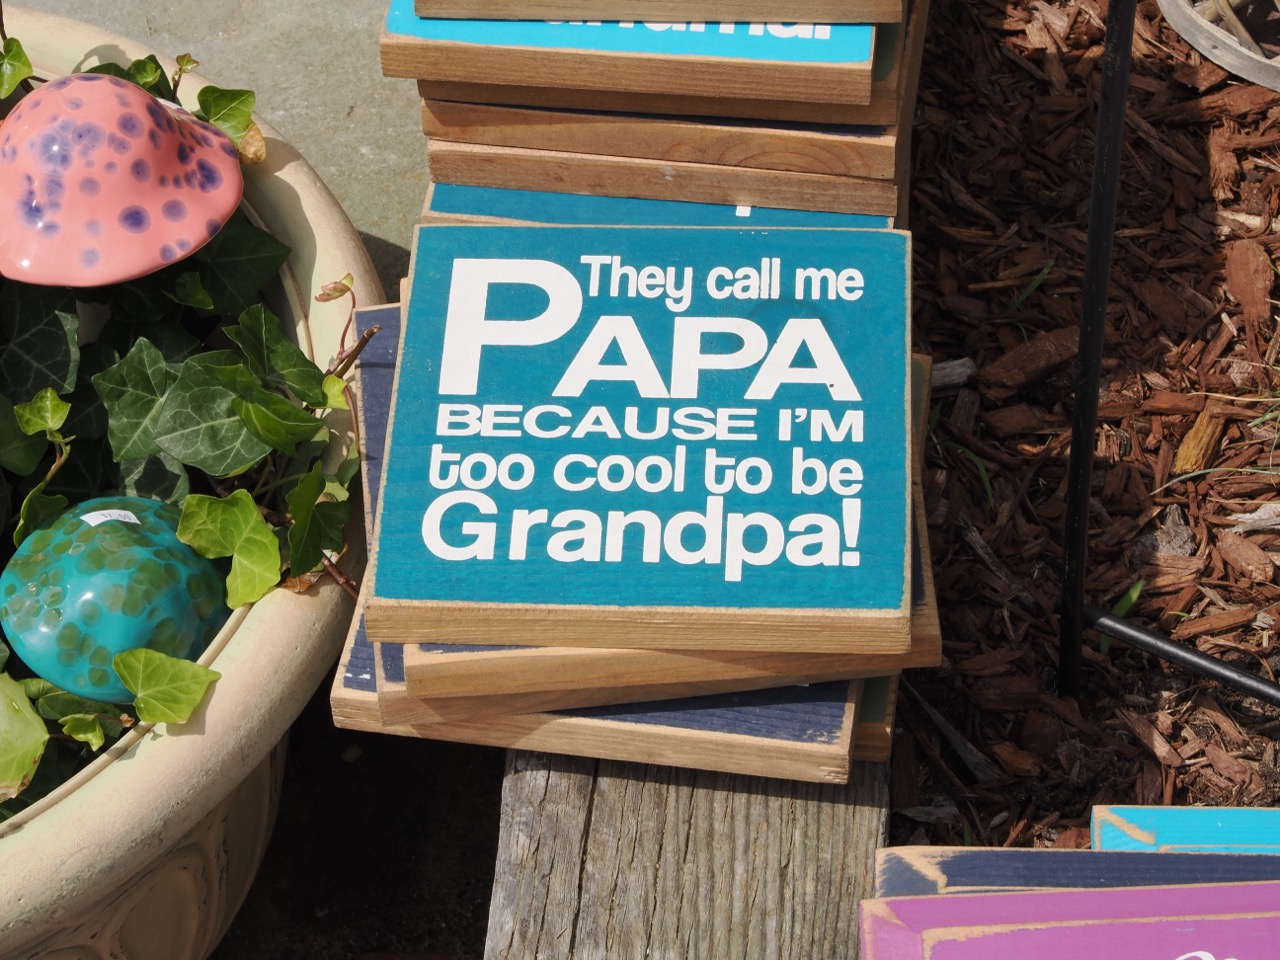 They call me
PAPA
BECAUSE I'M
too cool to be
Grandpa!